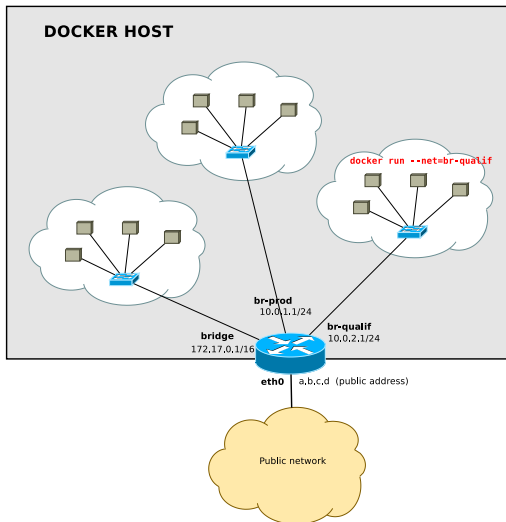 DOCKER HOST
docker run --net=br-qualif
br-prod
10.0.1.1/24
br-qualif
10.0.2.1/24
bridge
172.17.0.1/16
eth0 a,b,c,d (public address)
Public network